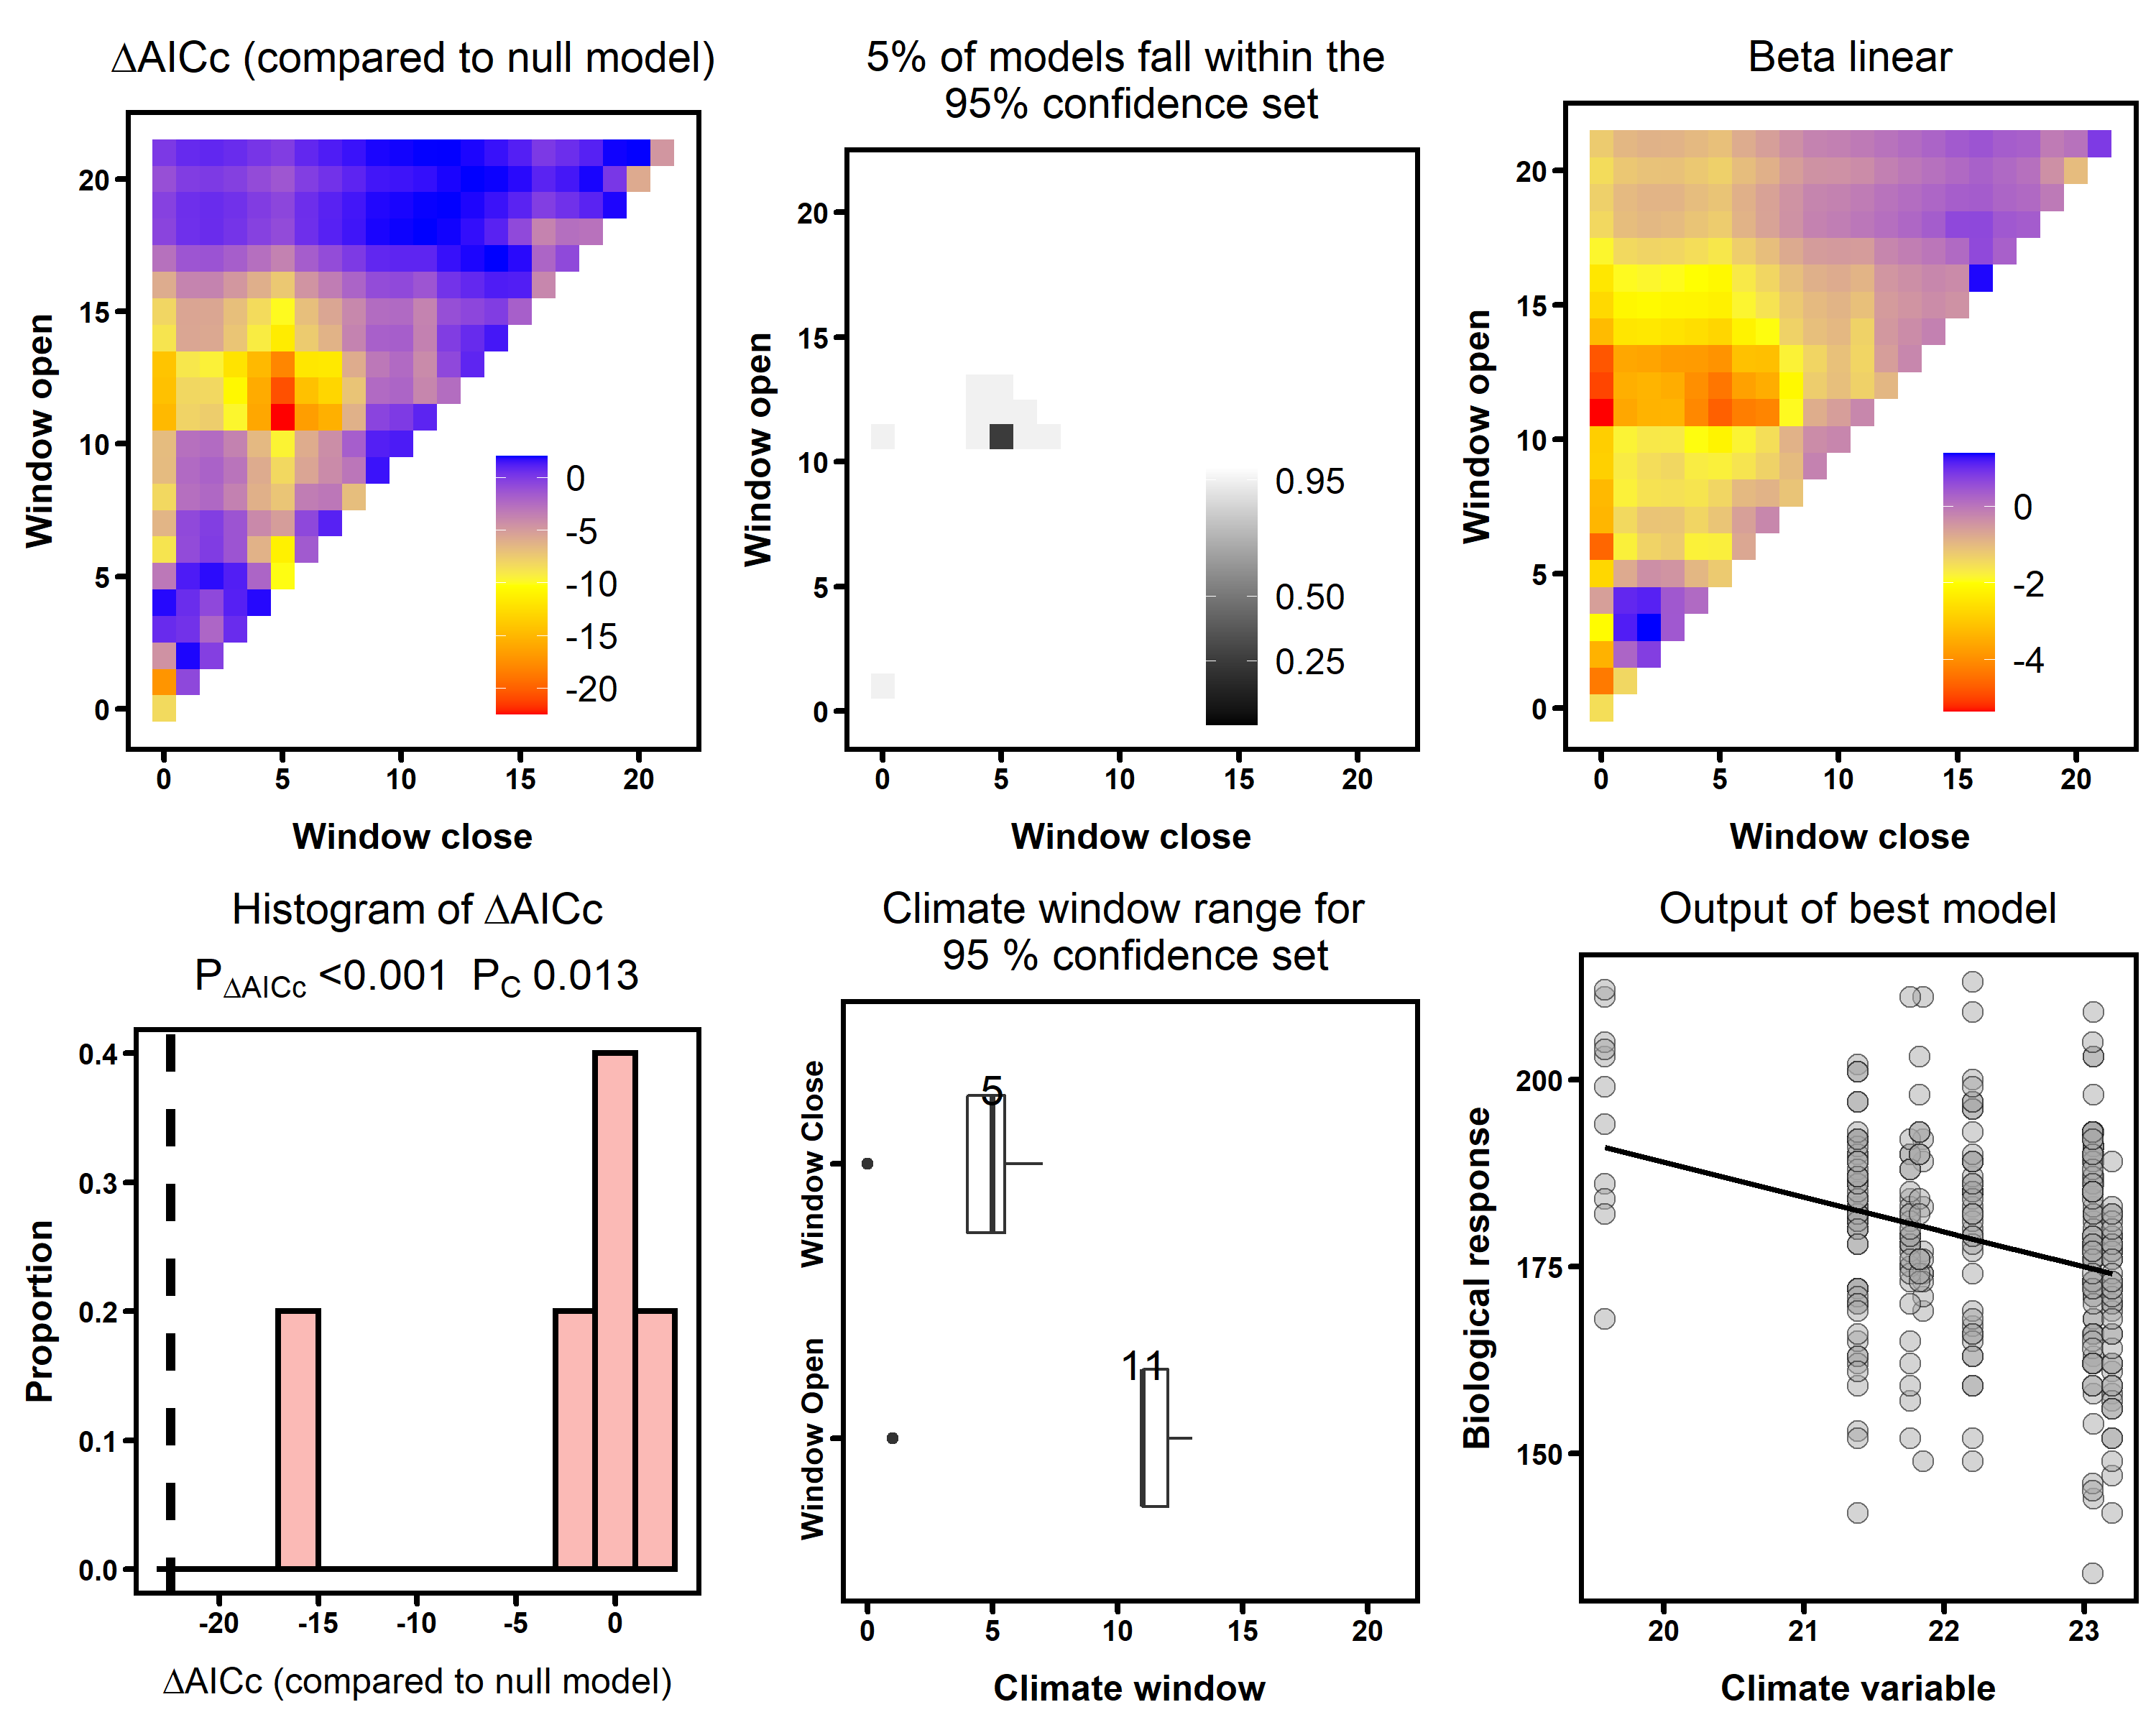 ΔAICc (compared to null model)
Window open
20
15
10
5
0
0
-5
-10
-15
-20
0 5 10 15 20
Window close
5% of models fall within the
95% confidence set
Window open
20
15
10
5
0
0.95
0.50
0.25
0 5 10 15 20
Window close
Beta linear
Window open
20
15
10
5
0
0
-2
-4
0 5 10 15 20
Window close
Histogram of ΔAICc
PΔAICc <0.001 PC 0.013
Proportion
0.4
0.3
0.2
0.1
0.0
-20 -15 -10 -5 0
ΔAICc (compared to null model)
Climate window range for
95 % confidence set
Window Close
5
Window Open
11
0 5 10 15 20
Climate window
Output of best model
Biological response
200
175
150
20 21 22 23
Climate variable